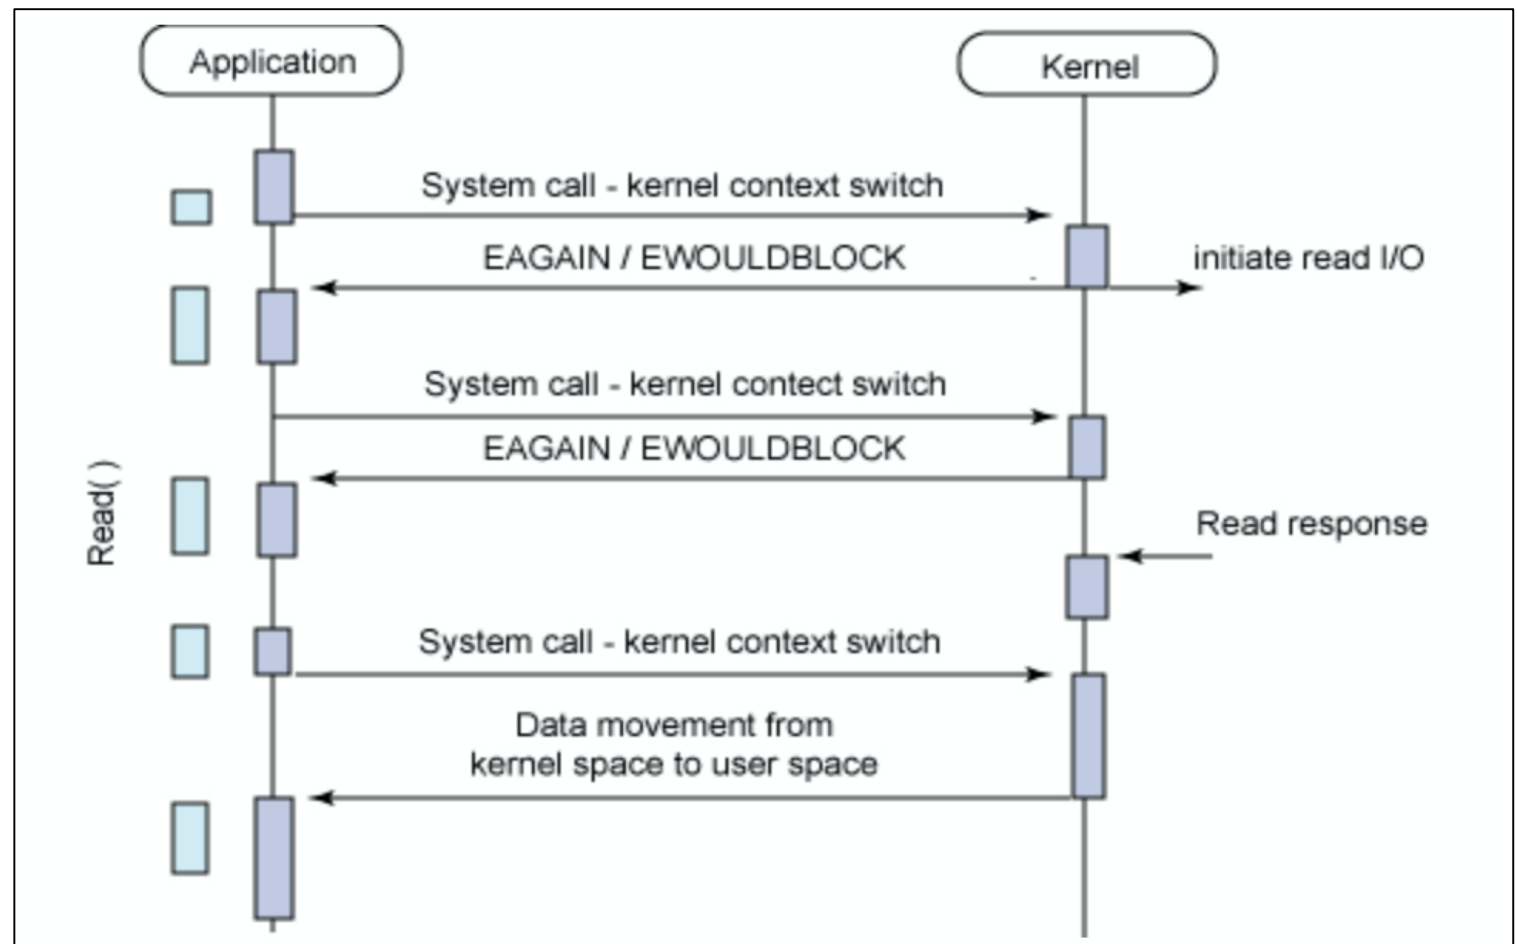 Application
Kernel
System call - kernel context switch
EAGAIN / EWOULDBLOCK
initiate read I/O
System call - kernel contect switch
EAGAIN / EWOULDBLOCK
Read( )
Read response
System call - kernel context switch
Data movement from
kernel space to user space